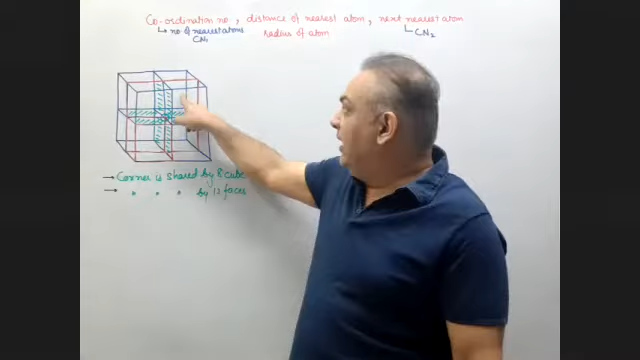 Co-ordination no, distance of nearest atom, next nearest atom
↳ no of nearest atoms radius of atom ↳ CN₂
CN₁
→ Corner is shared by 8 cube
→ " " " by 12 faces